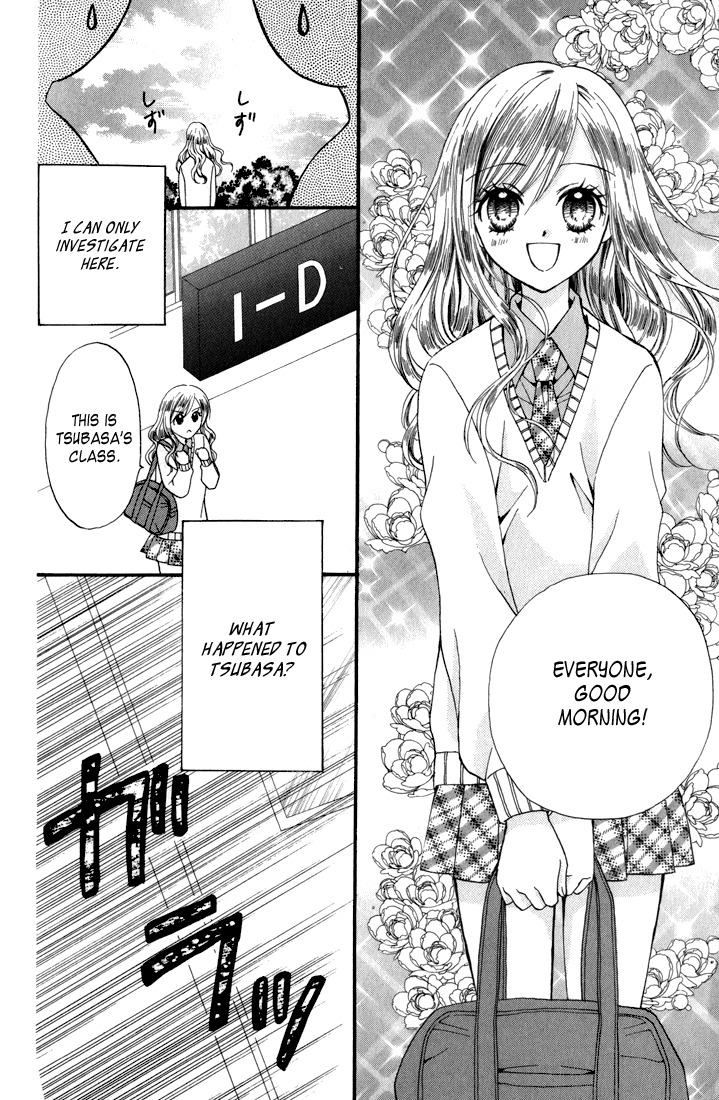 EVERYONE,
GOOD
MORNING!
しず
しず
I CAN ONLY
INVESTIGATE
HERE.
1-D
THIS IS
TSUBASA'S
CLASS.
WHAT
HAPPENED TO
TSUBASA?
ガラッ